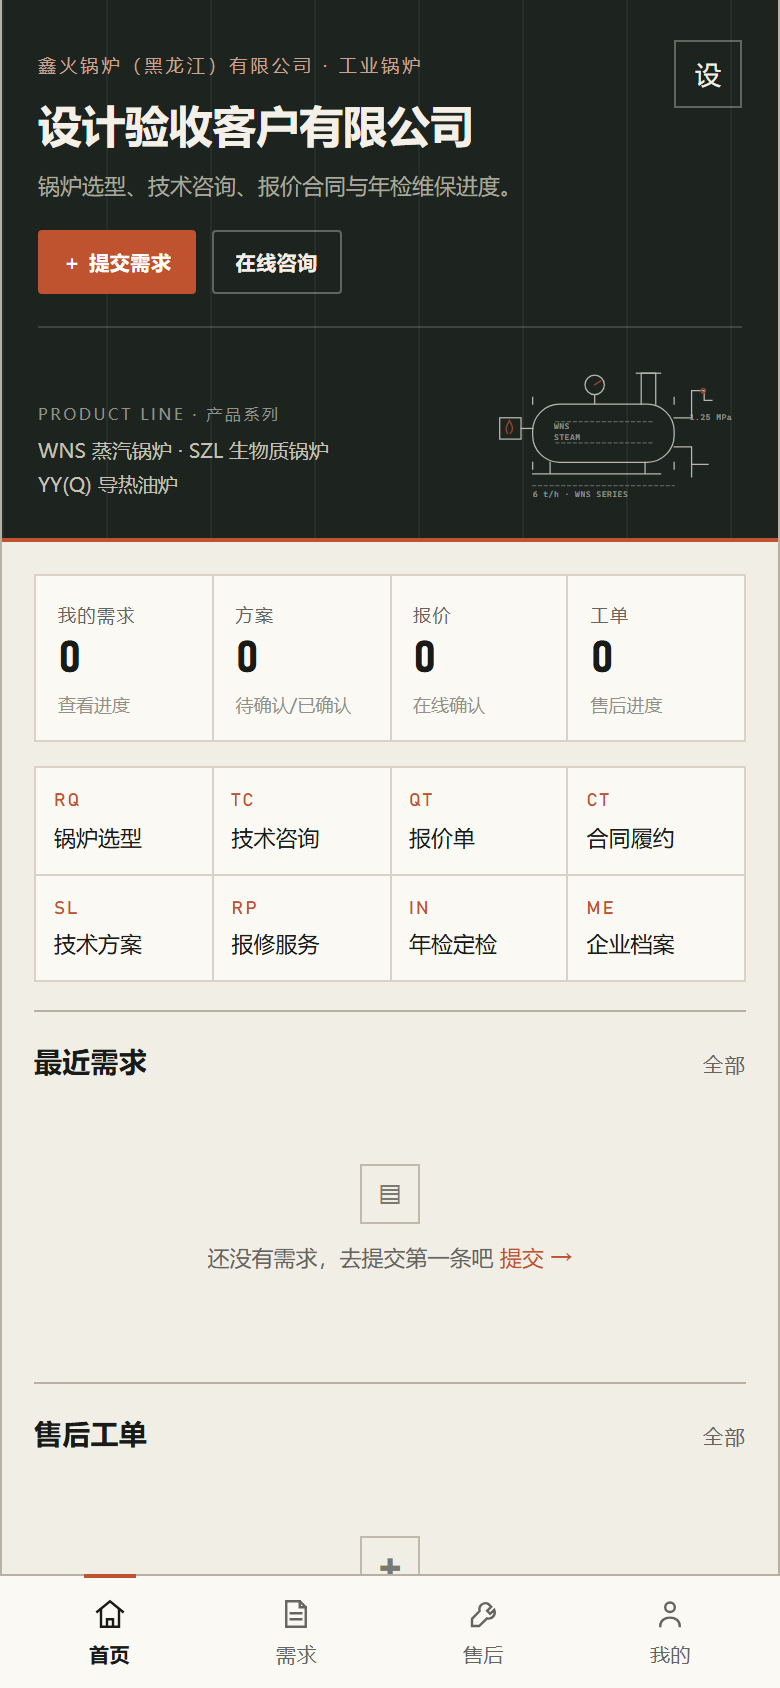 鑫火锅炉（黑龙江）有限公司 · 工业锅炉
设
设计验收客户有限公司
锅炉选型、技术咨询、报价合同与年检维保进度。
+ 提交需求
在线咨询
PRODUCT LINE · 产品系列
WNS 蒸汽锅炉 · SZL 生物质锅炉
YY(Q) 导热油炉
1.25 MPa
WNS
STEAM
6 t/h · WNS SERIES
我的需求
0
查看进度
方案
0
待确认/已确认
报价
0
在线确认
工单
0
售后进度
RQ
锅炉选型
TC
技术咨询
QT
报价单
CT
合同履约
SL
技术方案
RP
报修服务
IN
年检定检
ME
企业档案
最近需求
全部
还没有需求，去提交第一条吧 提交 →
售后工单
全部
首页
需求
售后
我的